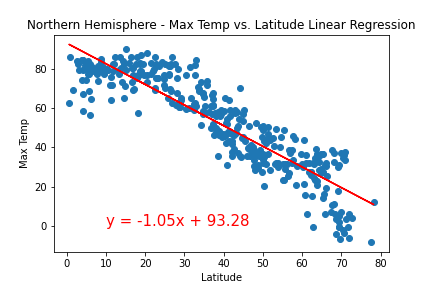 Northern Hemisphere - Max Temp vs. Latitude Linear Regression
Max Temp
80
60
40
20
0
y = -1.05x + 93.28
0 10 20 30 40 50 60 70 80
Latitude